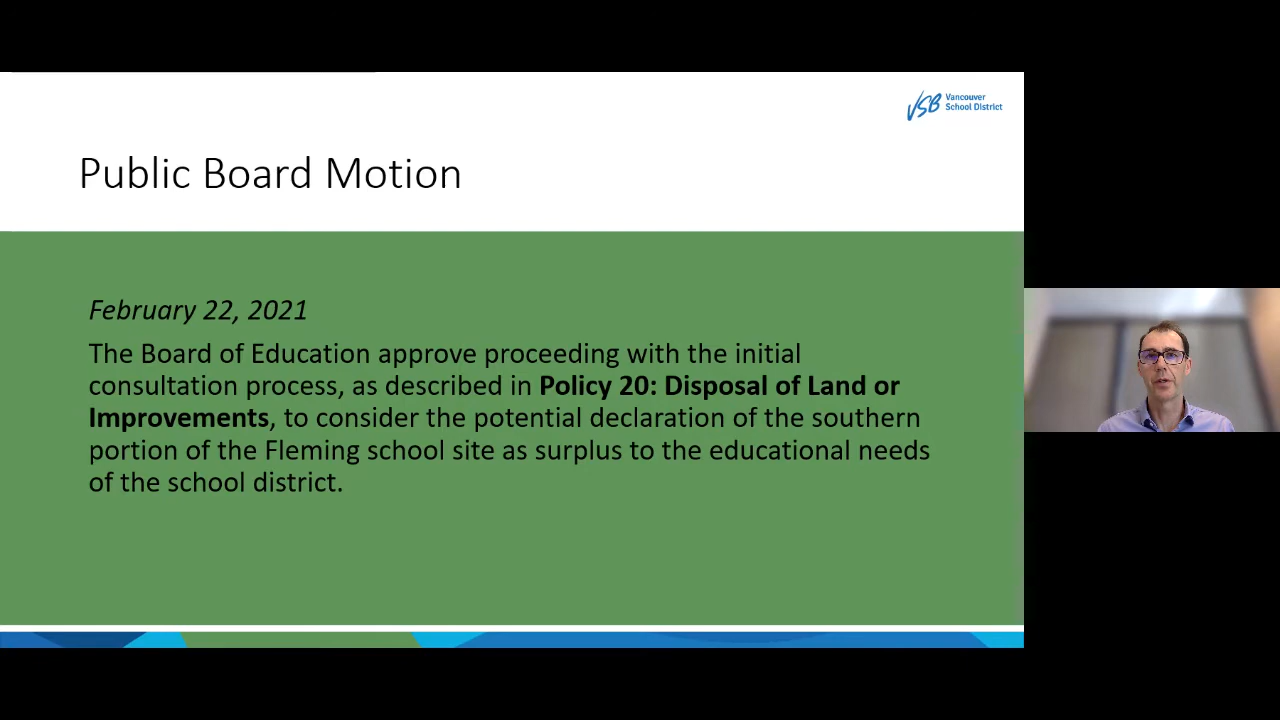 VSB Vancouver
School District
Public Board Motion
February 22, 2021
The Board of Education approve proceeding with the initial
consultation process, as described in Policy 20: Disposal of Land or
Improvements, to consider the potential declaration of the southern
portion of the Fleming school site as surplus to the educational needs
of the school district.